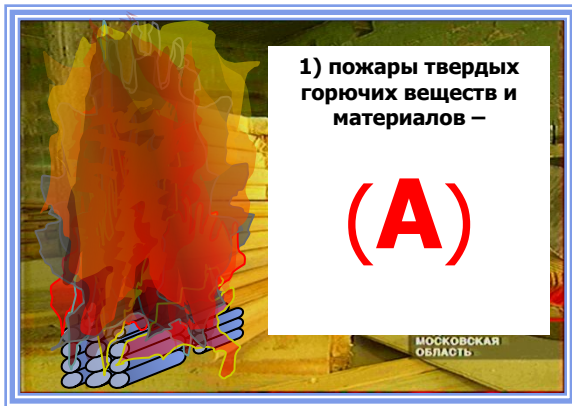 1) пожары твердых
горючих веществ и
материалов –
(А)
МОСКОВСКАЯ
ОБЛАСТЬ